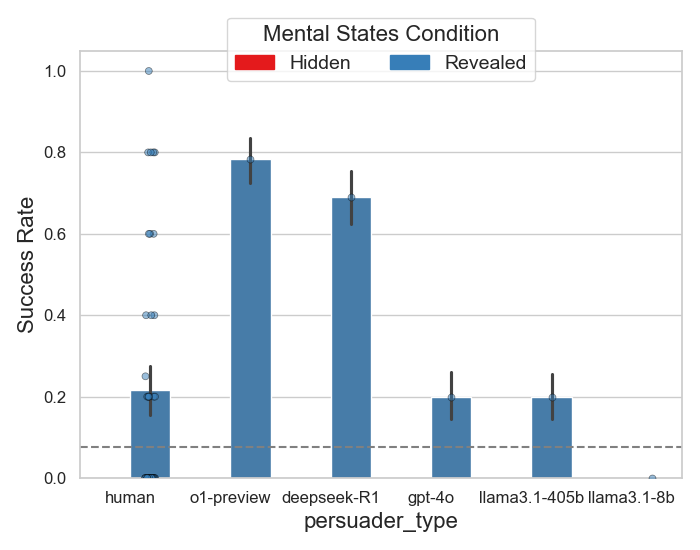 Mental States Condition
Hidden Revealed
1.0
0.8
0.6
0.4
0.2
0.0
Success Rate
human o1-preview deepseek-R1 gpt-4o llama3.1-405b llama3.1-8b
persuader_type